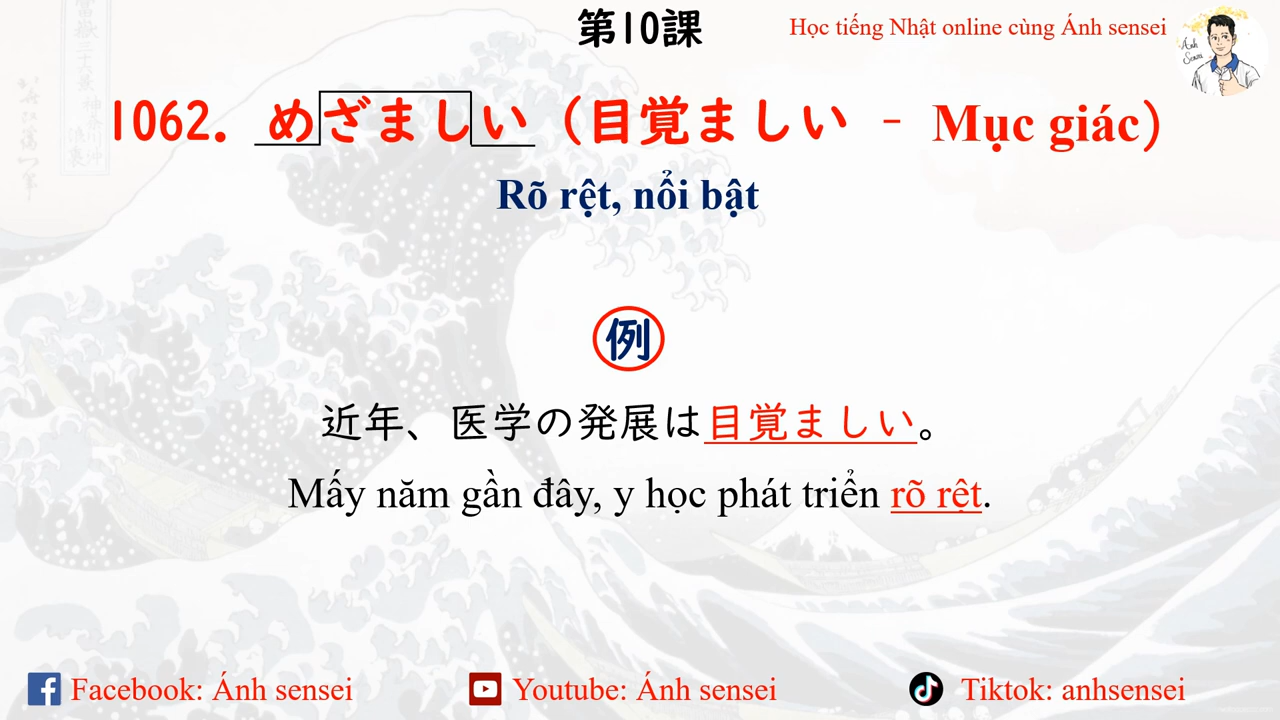 第10課
Học tiếng Nhật online cùng Ánh sensei
Ánh Sensei
1062. めざましい (目覚ましい - Mục giác)
Rõ rệt, nổi bật
例
近年、医学の発展は目覚ましい。
Mấy năm gần đây, y học phát triển rõ rệt.
Facebook: Ánh sensei
Youtube: Ánh sensei
Tiktok: anhsensei